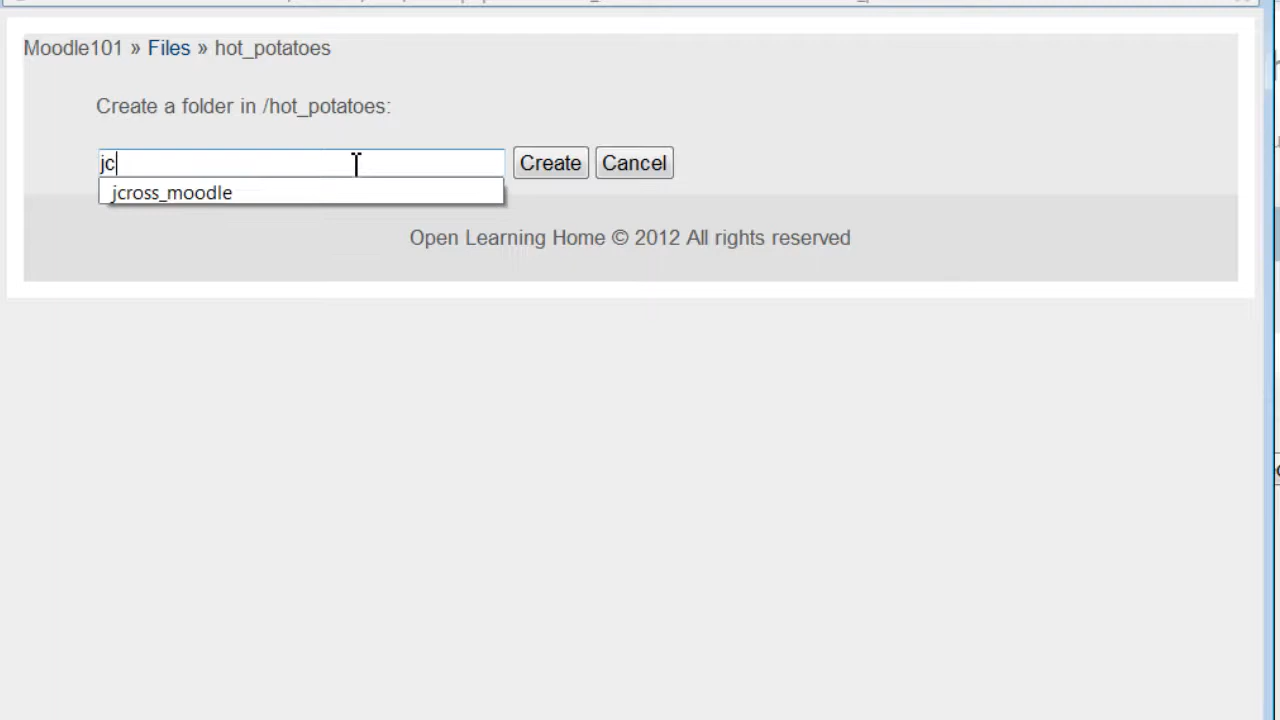 Moodle101 » Files » hot_potatoes
Create a folder in /hot_potatoes:
jc
Create
Cancel
jcross_moodle
Open Learning Home © 2012 All rights reserved